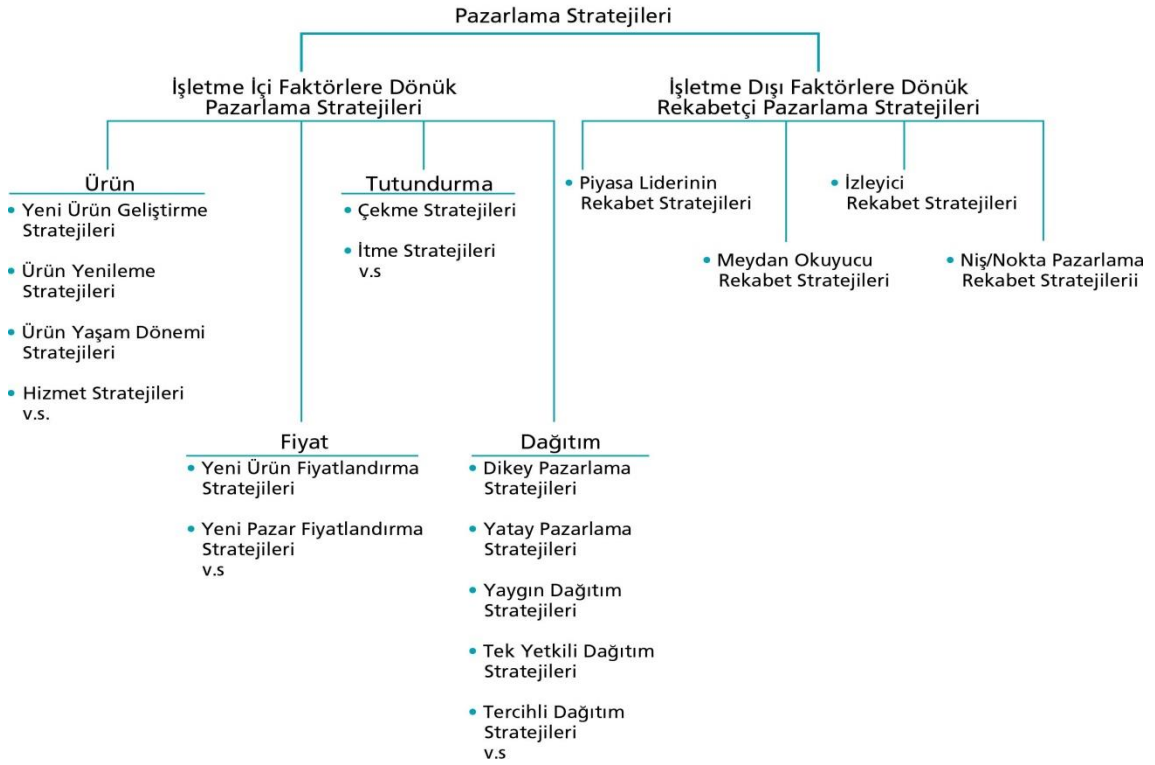 Pazarlama Stratejileri
İşletme İçi Faktörlere Dönük
Pazarlama Stratejileri
İşletme Dışı Faktörlere Dönük
Rekabetçi Pazarlama Stratejileri
Ürün
• Yeni Ürün Geliştirme
Stratejileri
• Ürün Yenileme
Stratejileri
• Ürün Yaşam Dönemi
Stratejileri
• Hizmet Stratejileri
v.s.
Tutundurma
• Çekme Stratejileri
• İtme Stratejileri
v.s
• Piyasa Liderinin
Rekabet Stratejileri
• Meydan Okuyucu
Rekabet Stratejileri
• İzleyici
Rekabet Stratejileri
• Niş/Nokta Pazarlama
Rekabet Stratejilerii
Fiyat
• Yeni Ürün Fiyatlandırma
Stratejileri
• Yeni Pazar Fiyatlandırma
Stratejileri
v.s
Dağıtım
• Dikey Pazarlama
Stratejileri
• Yatay Pazarlama
Stratejileri
• Yaygın Dağıtım
Stratejileri
• Tek Yetkili Dağıtım
Stratejileri
• Tercihli Dağıtım
Stratejileri
v.s